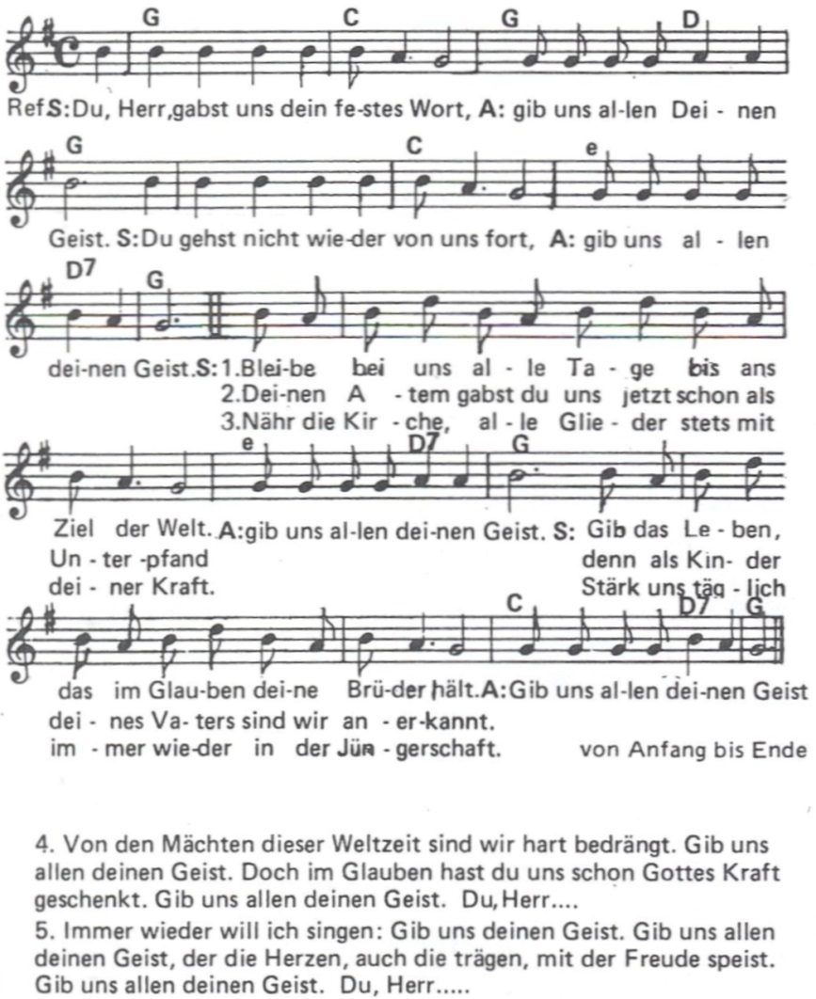 G C G D
Ref.S:Du, Herr,gabst uns dein fe-stes Wort, A: gib uns al-len Dei - nen
G C e
Geist. S:Du gehst nicht wie-der von uns fort, A: gib uns al - len
D7 G
dei-nen Geist.S:1.Blei-be bei uns al - le Ta - ge bis ans
2.Dei-nen A - tem gabst du uns jetzt schon als
3.Nähr die Kir - che, al - le Glie - der stets mit
e D7 G
Ziel der Welt. A:gib uns al-len dei-nen Geist. S: Gib das Le - ben,
Un - ter -pfand denn als Kin- der
dei - ner Kraft. Stärk uns täg - lich
C D7 G
das im Glau-ben dei-ne Brü-der hält.A:Gib uns al-len dei-nen Geist
dei - nes Va- ters sind wir an - er-kannt.
im - mer wie-der in der Jün - gerschaft. von Anfang bis Ende
4. Von den Mächten dieser Weltzeit sind wir hart bedrängt. Gib uns
allen deinen Geist. Doch im Glauben hast du uns schon Gottes Kraft
geschenkt. Gib uns allen deinen Geist. Du,Herr....
5. Immer wieder will ich singen: Gib uns deinen Geist. Gib uns allen
deinen Geist, der die Herzen, auch die trägen, mit der Freude speist.
Gib uns allen deinen Geist. Du, Herr.....